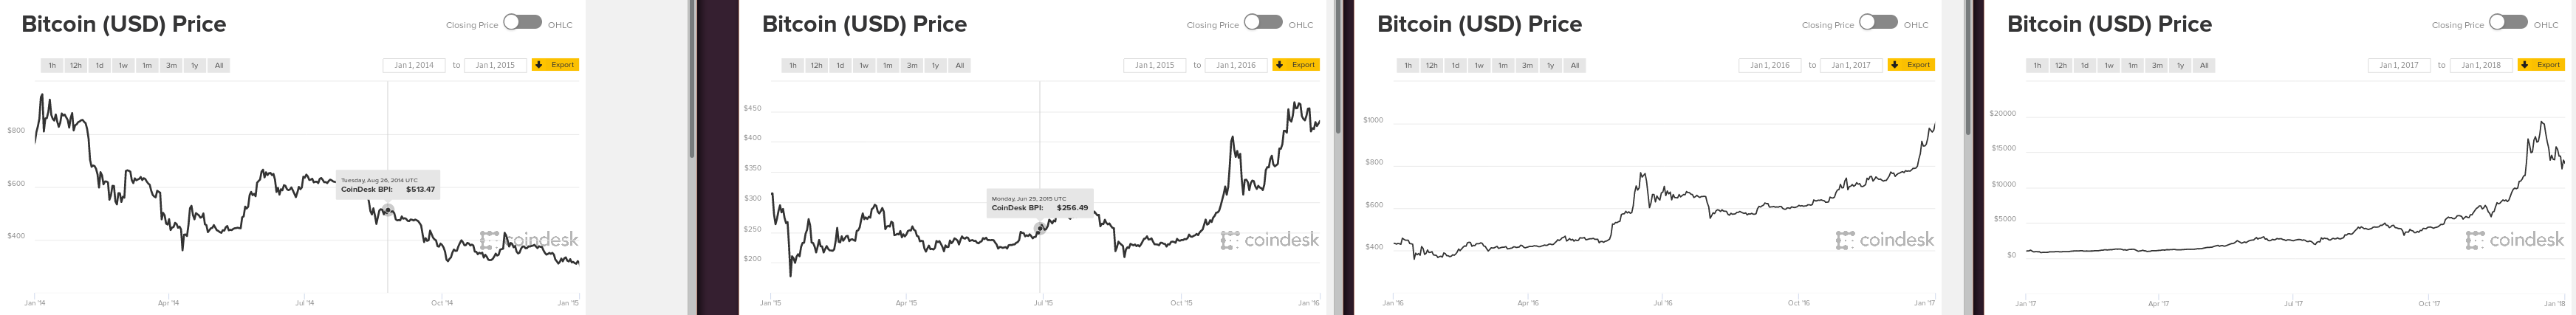 Bitcoin (USD) Price
Closing Price OHLC
1h 12h 1d 1w 1m 3m 1y All
Jan 1, 2014 to Jan 1, 2015 Export
$800
$600
$400
Tuesday, Aug 26, 2014 UTC
CoinDesk BPI: $513.47
coindesk
Jan '14 Apr '14 Jul '14 Oct '14 Jan '15
Bitcoin (USD) Price
Closing Price OHLC
1h 12h 1d 1w 1m 3m 1y All
Jan 1, 2015 to Jan 1, 2016 Export
$450
$400
$350
$300
$250
$200
Monday, Jun 29, 2015 UTC
CoinDesk BPI: $256.49
coindesk
Jan '15 Apr '15 Jul '15 Oct '15 Jan '16
Bitcoin (USD) Price
Closing Price OHLC
1h 12h 1d 1w 1m 3m 1y All
Jan 1, 2016 to Jan 1, 2017 Export
$1000
$800
$600
$400
coindesk
Jan '16 Apr '16 Jul '16 Oct '16 Jan '17
Bitcoin (USD) Price
Closing Price OHLC
1h 12h 1d 1w 1m 3m 1y All
Jan 1, 2017 to Jan 1, 2018 Export
$20000
$15000
$10000
$5000
$0
coindesk
Jan '17 Apr '17 Jul '17 Oct '17 Jan '18